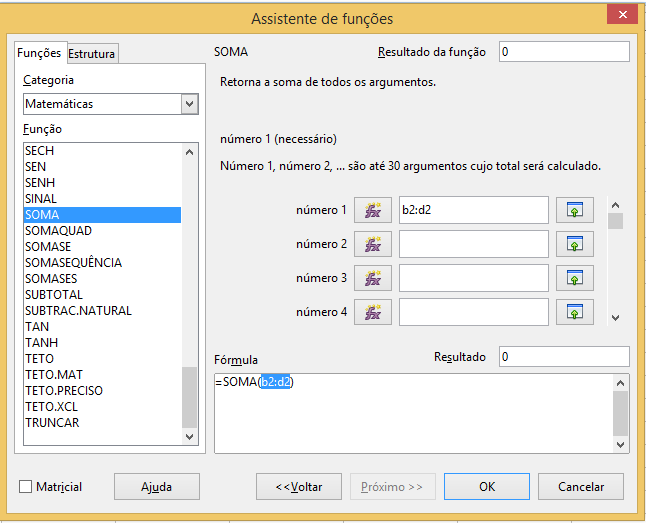 Assistente de funções
Funções Estrutura
Categoria
Matemáticas
Função
SECH
SEN
SENH
SINAL
SOMA
SOMAQUAD
SOMASE
SOMASEQUÊNCIA
SOMASES
SUBTOTAL
SUBTRAC.NATURAL
TAN
TANH
TETO
TETO.MAT
TETO.PRECISO
TETO.XCL
TRUNCAR
SOMA Resultado da função 0
Retorna a soma de todos os argumentos.
número 1 (necessário)
Número 1, número 2, ... são até 30 argumentos cujo total será calculado.
número 1 fx b2:d2
número 2 fx
número 3 fx
número 4 fx
Fórmula Resultado 0
=SOMA(b2:d2)
Matricial Ajuda <<Voltar Próximo >> OK Cancelar